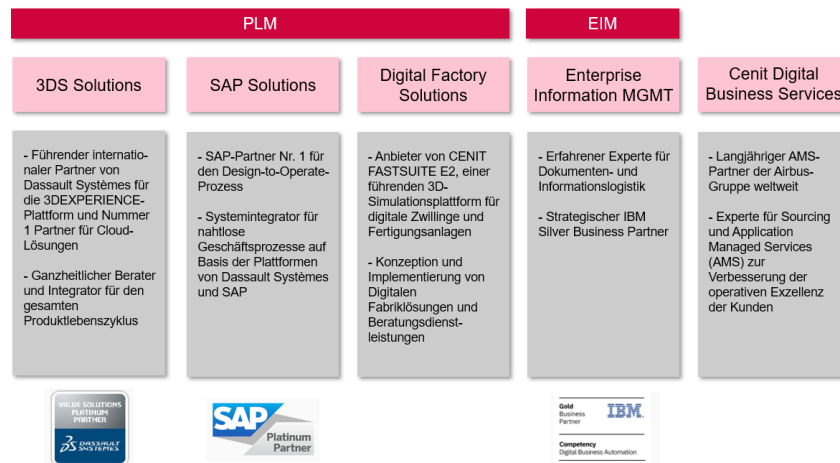 PLM
EIM
3DS Solutions
SAP Solutions
Digital Factory
Solutions
Enterprise
Information MGMT
Cenit Digital
Business Services
- Führender internatio-
naler Partner von
Dassault Systèmes für
die 3DEXPERIENCE-
Plattform und Nummer
1 Partner für Cloud-
Lösungen
- Ganzheitlicher Berater
und Integrator für den
gesamten
Produktlebenszyklus
- SAP-Partner Nr. 1 für
den Design-to-Operate-
Prozess
- Systemintegrator für
nahtlose
Geschäftsprozesse auf
Basis der Plattformen
von Dassault Systèmes
und SAP
- Anbieter von CENIT
FASTSUITE E2, einer
führenden 3D-
Simulationsplattform für
digitale Zwillinge und
Fertigungsanlagen
- Konzeption und
Implementierung von
Digitalen
Fabriklösungen und
Beratungsdienst-
leistungen
- Erfahrener Experte für
Dokumenten- und
Informationslogistik
- Strategischer IBM
Silver Business Partner
- Langjähriger AMS-
Partner der Airbus-
Gruppe weltweit
- Experte für Sourcing
und Application
Managed Services
(AMS) zur
Verbesserung der
operativen Exzellenz
der Kunden
VALUE SOLUTIONS
PLATINUM
PARTNER
DASSAULT
SYSTEMES
SAP
Platinum
Partner
Gold
Business
Partner
IBM
Competency
Digital Business Automation